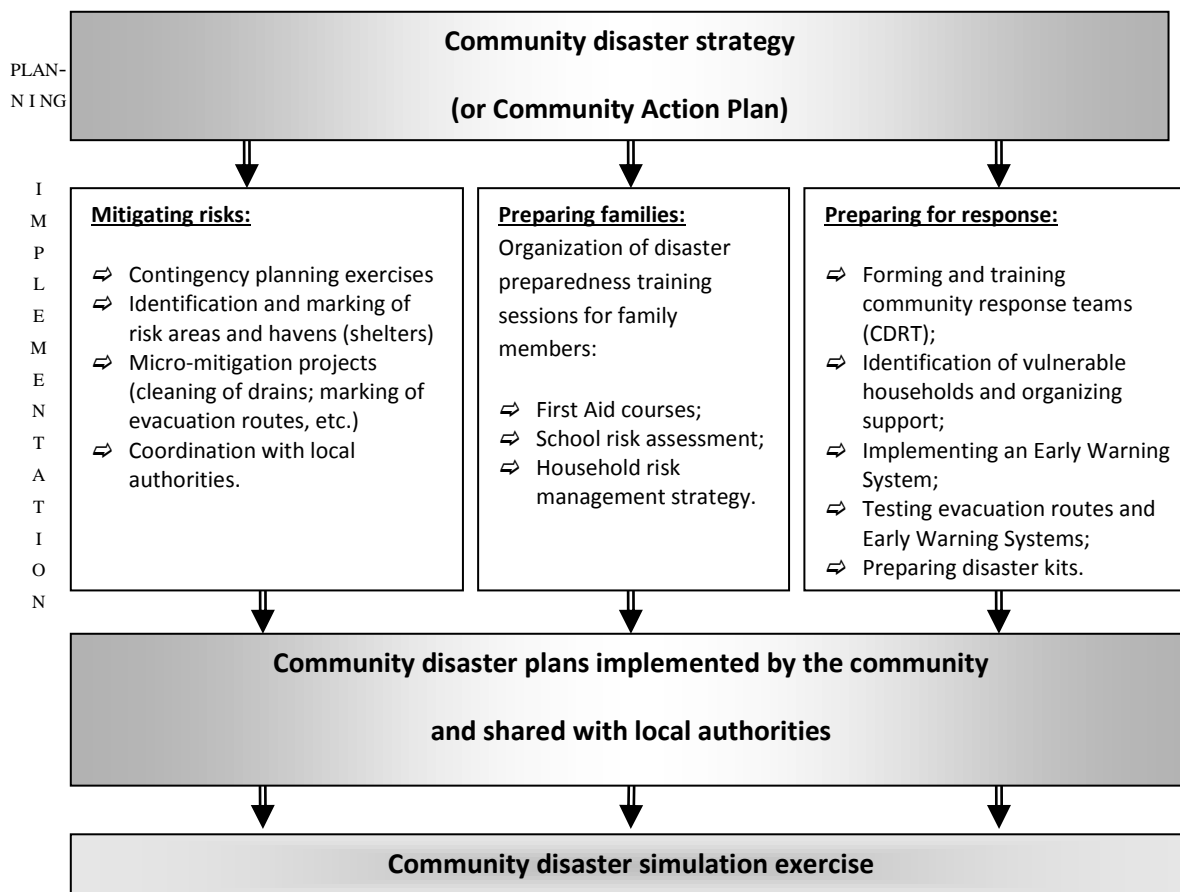 Community disaster strategy
(or Community Action Plan)
PLAN-
N I NG
I
M
P
L
E
M
E
N
T
A
T
I
O
N
Mitigating risks:
⇨ Contingency planning exercises
⇨ Identification and marking of
risk areas and havens (shelters)
⇨ Micro-mitigation projects
(cleaning of drains; marking of
evacuation routes, etc.)
⇨ Coordination with local
authorities.
Preparing families:
Organization of disaster
preparedness training
sessions for family
members:
⇨ First Aid courses;
⇨ School risk assessment;
⇨ Household risk
management strategy.
Preparing for response:
⇨ Forming and training
community response teams
(CDRT);
⇨ Identification of vulnerable
households and organizing
support;
⇨ Implementing an Early Warning
System;
⇨ Testing evacuation routes and
Early Warning Systems;
⇨ Preparing disaster kits.
Community disaster plans implemented by the community
and shared with local authorities
Community disaster simulation exercise